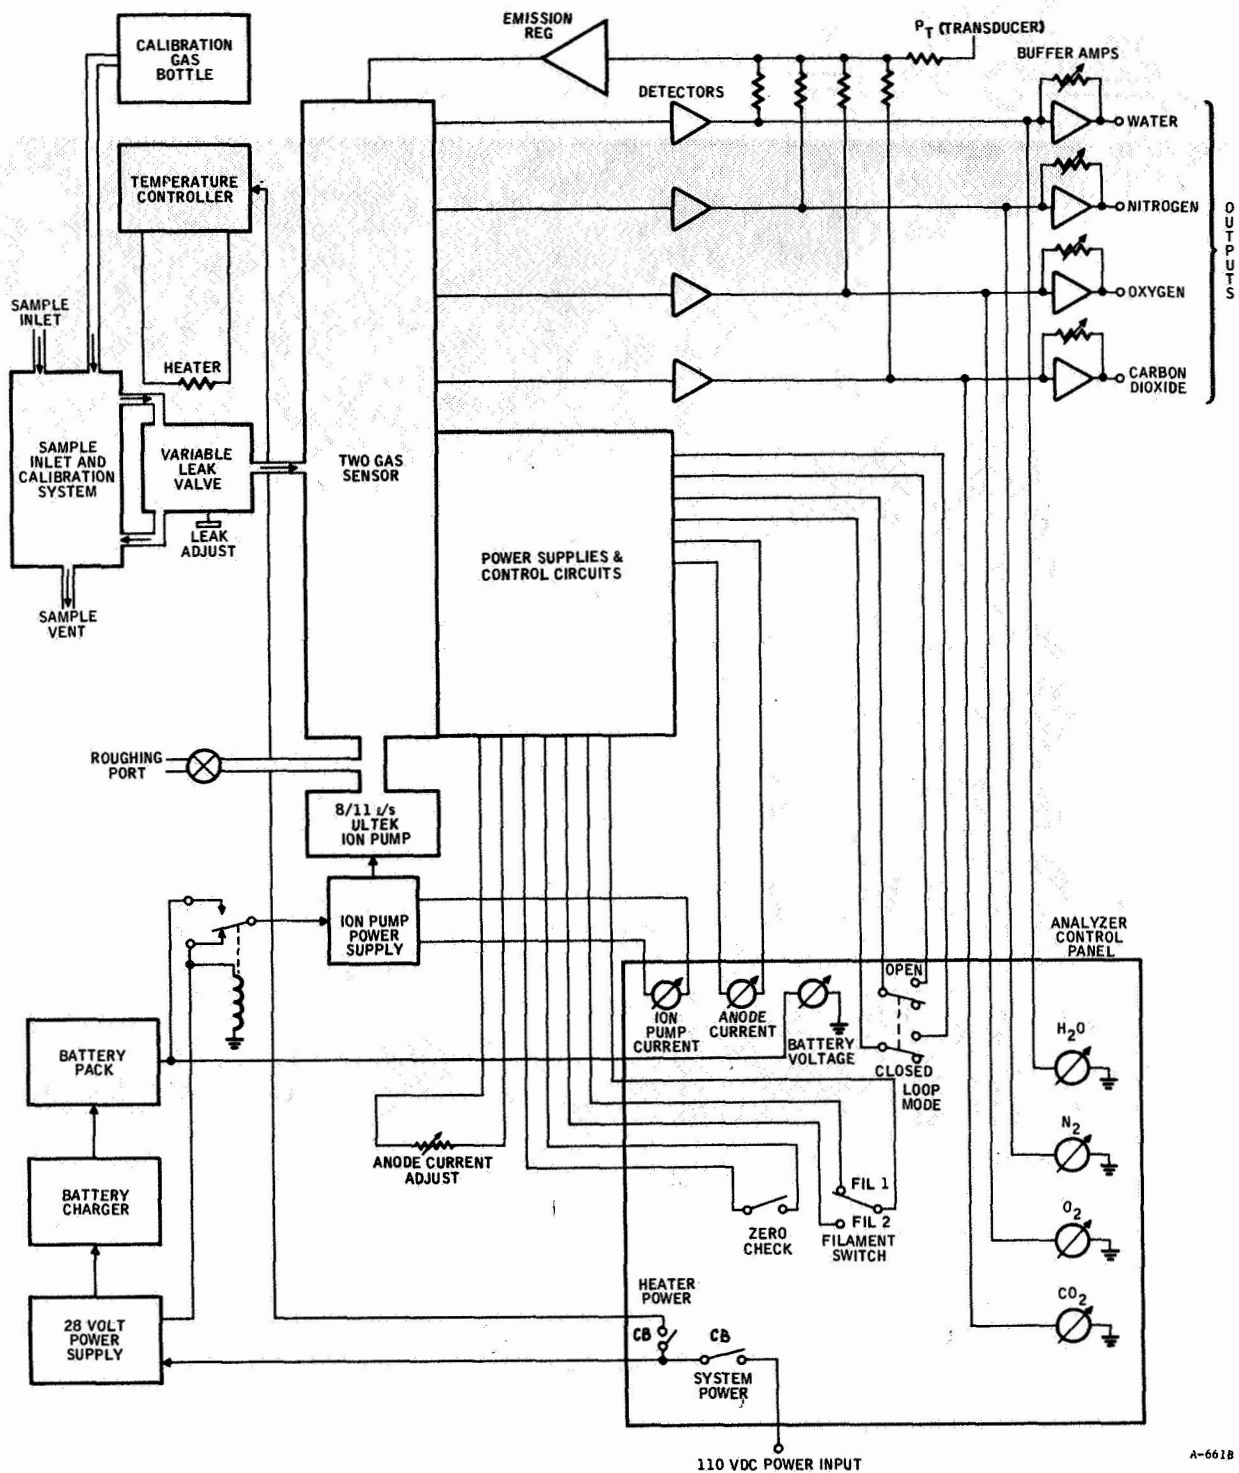 EMISSION
REG
P_T (TRANSDUCER)
BUFFER AMPS
CALIBRATION
GAS
BOTTLE
DETECTORS
WATER
TEMPERATURE
CONTROLLER
NITROGEN
OUTPUTS
OXYGEN
SAMPLE
INLET
HEATER
CARBON
DIOXIDE
SAMPLE
INLET AND
CALIBRATION
SYSTEM
VARIABLE
LEAK
VALVE
TWO GAS
SENSOR
LEAK
ADJUST
POWER SUPPLIES &
CONTROL CIRCUITS
SAMPLE
VENT
ROUGHING
PORT
8/11 ℓ/s
ULTEK
ION PUMP
ION PUMP
POWER
SUPPLY
ANALYZER
CONTROL
PANEL
OPEN
ION
PUMP
CURRENT
ANODE
CURRENT
BATTERY
VOLTAGE
CLOSED
LOOP
MODE
H2O
BATTERY
PACK
N2
ANODE CURRENT
ADJUST
BATTERY
CHARGER
FIL 1
FIL 2
ZERO
CHECK
FILAMENT
SWITCH
O2
HEATER
POWER
CO2
28 VOLT
POWER
SUPPLY
CB
CB
SYSTEM
POWER
110 VDC POWER INPUT
A-661B